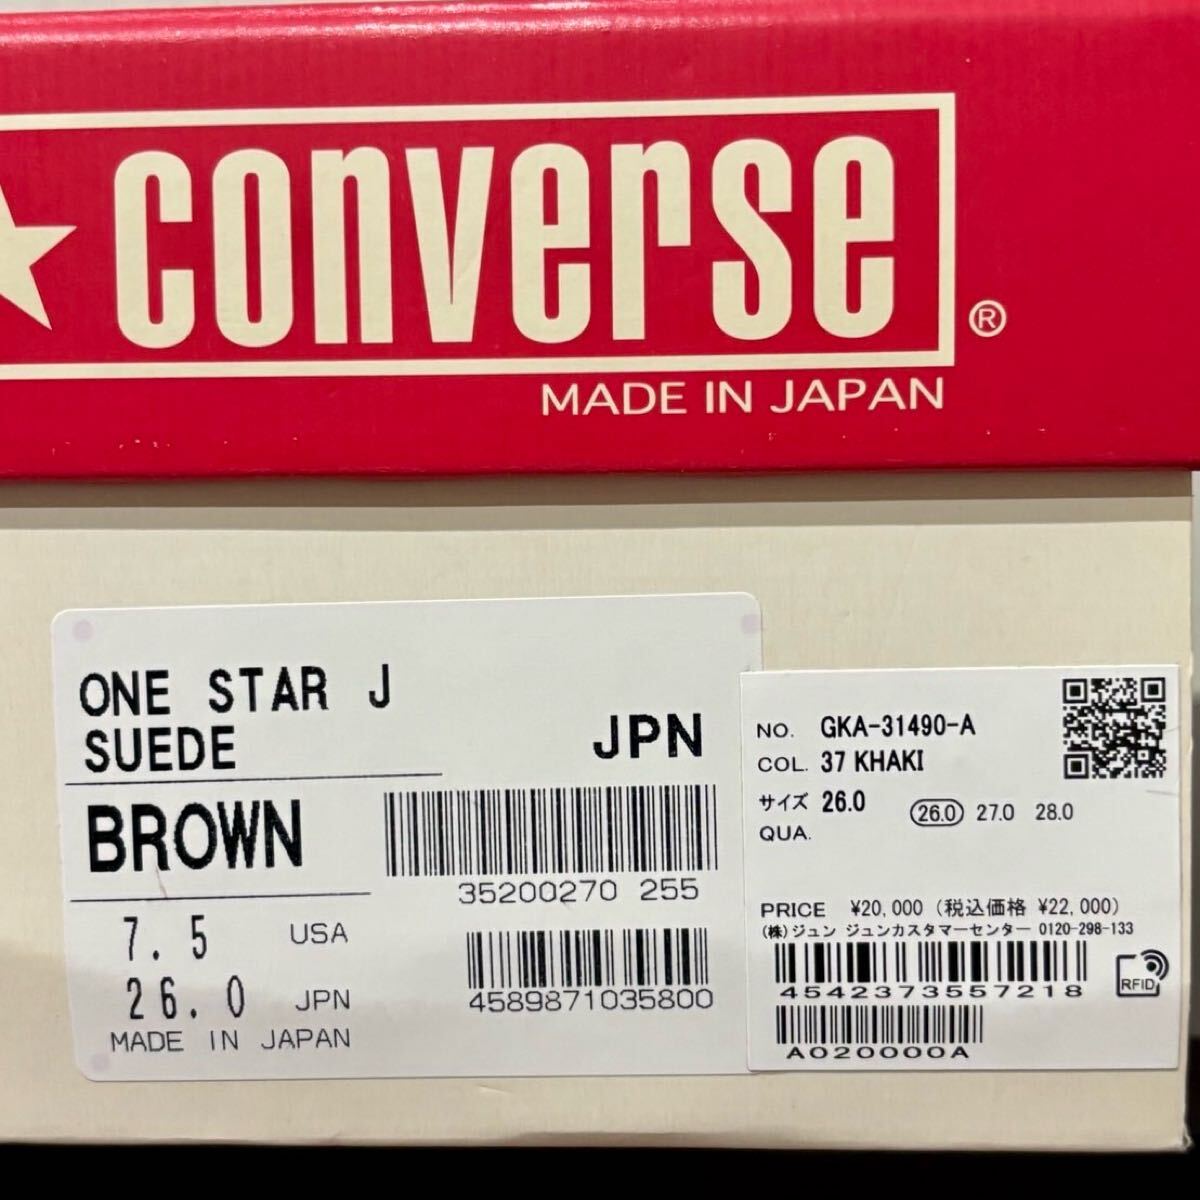 converse®
MADE IN JAPAN
ONE STAR J
SUEDE
JPN
BROWN
35200270 255
7.5 USA
26.0 JPN
4589871035800
MADE IN JAPAN
NO. GKA-31490-A
COL. 37 KHAKI
サイズ 26.0 26.0 27.0 28.0
QUA.
PRICE ¥20,000 (税込価格 ¥22,000)
(株)ジュン ジュンカスタマーセンター 0120-298-133
4542373557218
RFID
A020000A